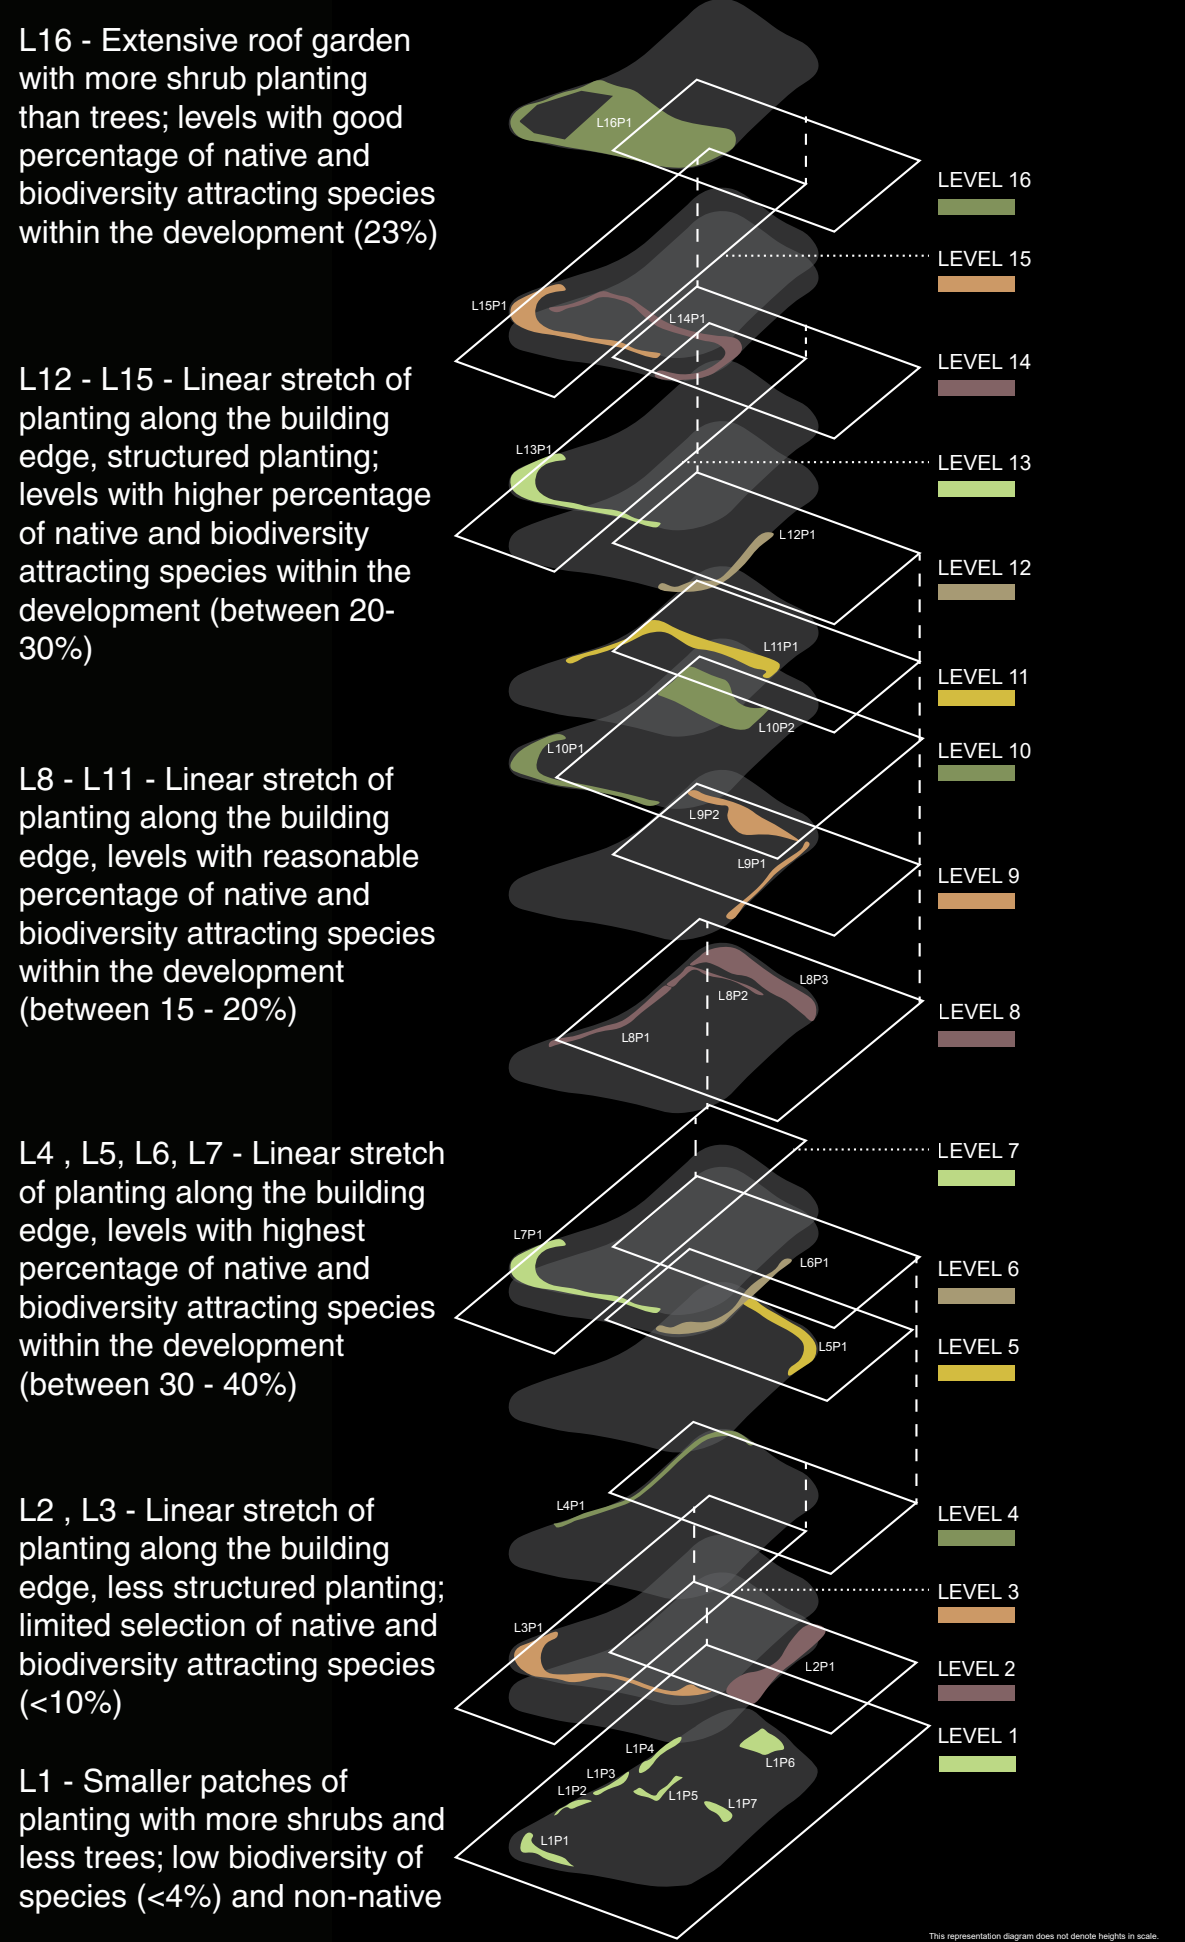 L16 - Extensive roof garden
with more shrub planting
than trees; levels with good
percentage of native and
biodiversity attracting species
within the development (23%)
L12 - L15 - Linear stretch of
planting along the building
edge, structured planting;
levels with higher percentage
of native and biodiversity
attracting species within the
development (between 20-
30%)
L8 - L11 - Linear stretch of
planting along the building
edge, levels with reasonable
percentage of native and
biodiversity attracting species
within the development
(between 15 - 20%)
L4 , L5, L6, L7 - Linear stretch
of planting along the building
edge, levels with highest
percentage of native and
biodiversity attracting species
within the development
(between 30 - 40%)
L2 , L3 - Linear stretch of
planting along the building
edge, less structured planting;
limited selection of native and
biodiversity attracting species
(<10%)
L1 - Smaller patches of
planting with more shrubs and
less trees; low biodiversity of
species (<4%) and non-native
L16P1
L15P1
L14P1
L13P1
L12P1
L11P1
L10P2
L10P1
L9P2
L9P1
L8P3
L8P2
L8P1
L7P1
L6P1
L5P1
L4P1
L3P1
L2P1
L1P4
L1P6
L1P3
L1P2
L1P5
L1P7
L1P1
LEVEL 16
LEVEL 15
LEVEL 14
LEVEL 13
LEVEL 12
LEVEL 11
LEVEL 10
LEVEL 9
LEVEL 8
LEVEL 7
LEVEL 6
LEVEL 5
LEVEL 4
LEVEL 3
LEVEL 2
LEVEL 1
This representation diagram does not denote heights in scale.